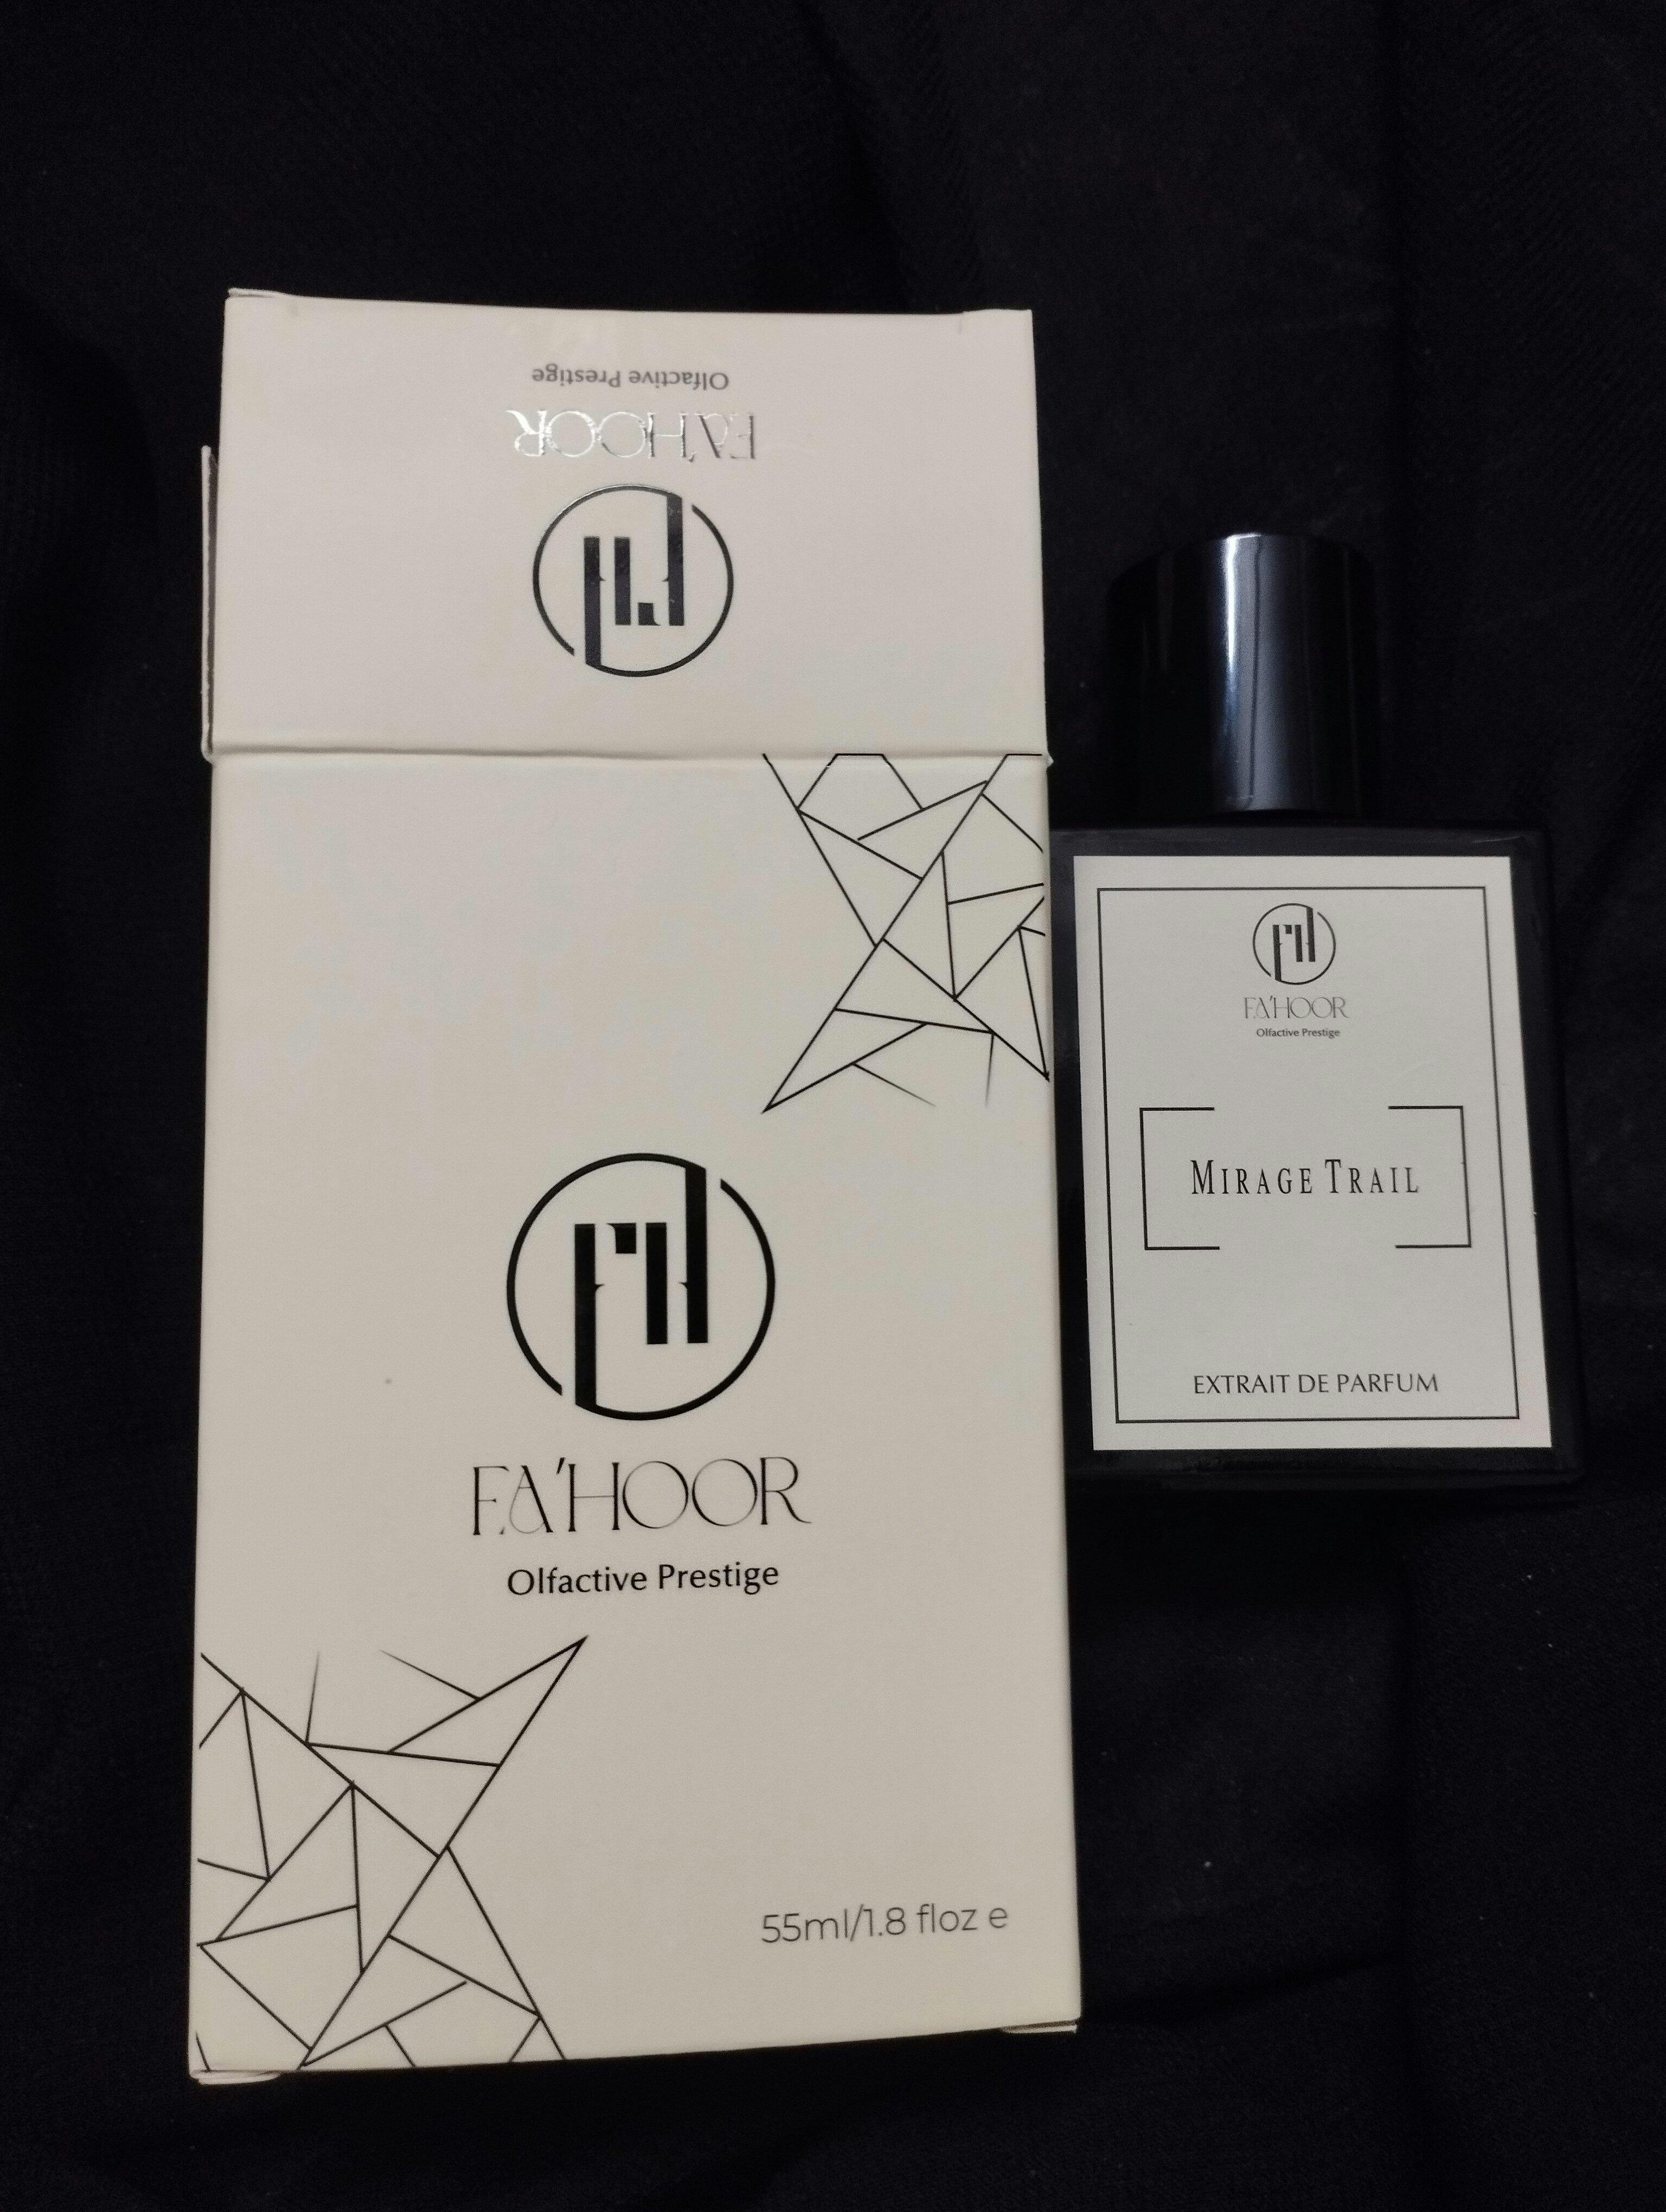 Olfactive Prestige
FA'HOOR
FA'HOOR
Olfactive Prestige
55ml/1.8 floz e
FA'HOOR
Olfactive Prestige
MIRAGE TRAIL
EXTRAIT DE PARFUM